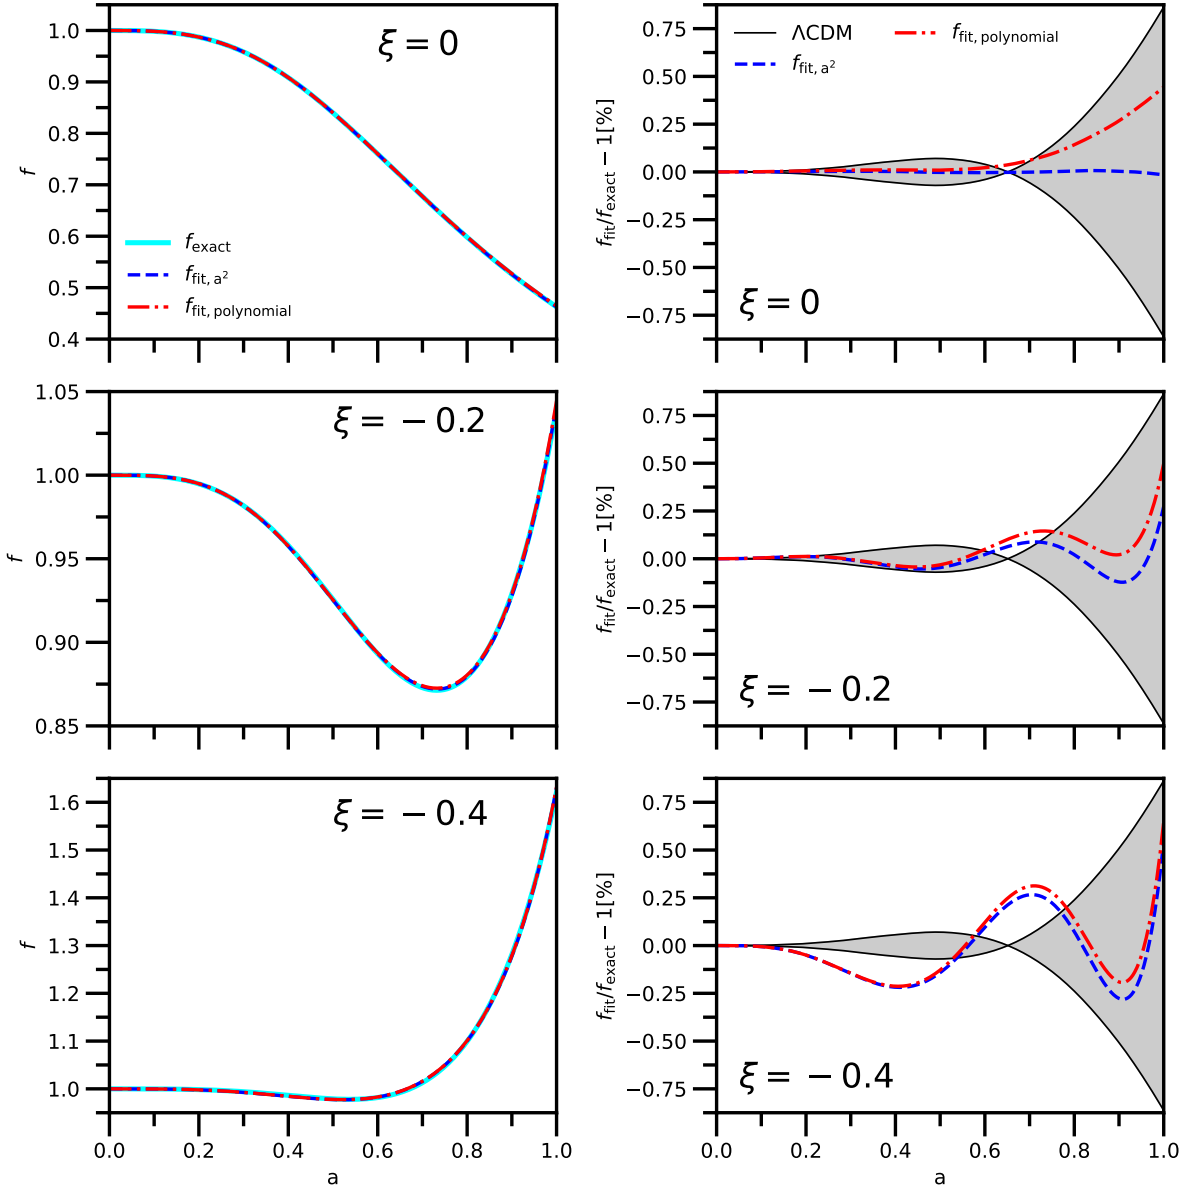 1.0
0.9
0.8
0.7
0.6
0.5
0.4
f
ξ = 0
f_exact
f_fit, a²
f_fit, polynomial
0.75
0.50
0.25
0.00
−0.25
−0.50
−0.75
f_fit/f_exact − 1[%]
ΛCDM
f_fit, a²
f_fit, polynomial
ξ = 0
1.05
1.00
0.95
0.90
0.85
f
ξ = − 0.2
0.75
0.50
0.25
0.00
−0.25
−0.50
−0.75
f_fit/f_exact − 1[%]
ξ = −0.2
1.6
1.5
1.4
1.3
1.2
1.1
1.0
f
ξ = − 0.4
0.0 0.2 0.4 0.6 0.8 1.0
a
0.75
0.50
0.25
0.00
−0.25
−0.50
−0.75
f_fit/f_exact − 1[%]
ξ = −0.4
0.0 0.2 0.4 0.6 0.8 1.0
a